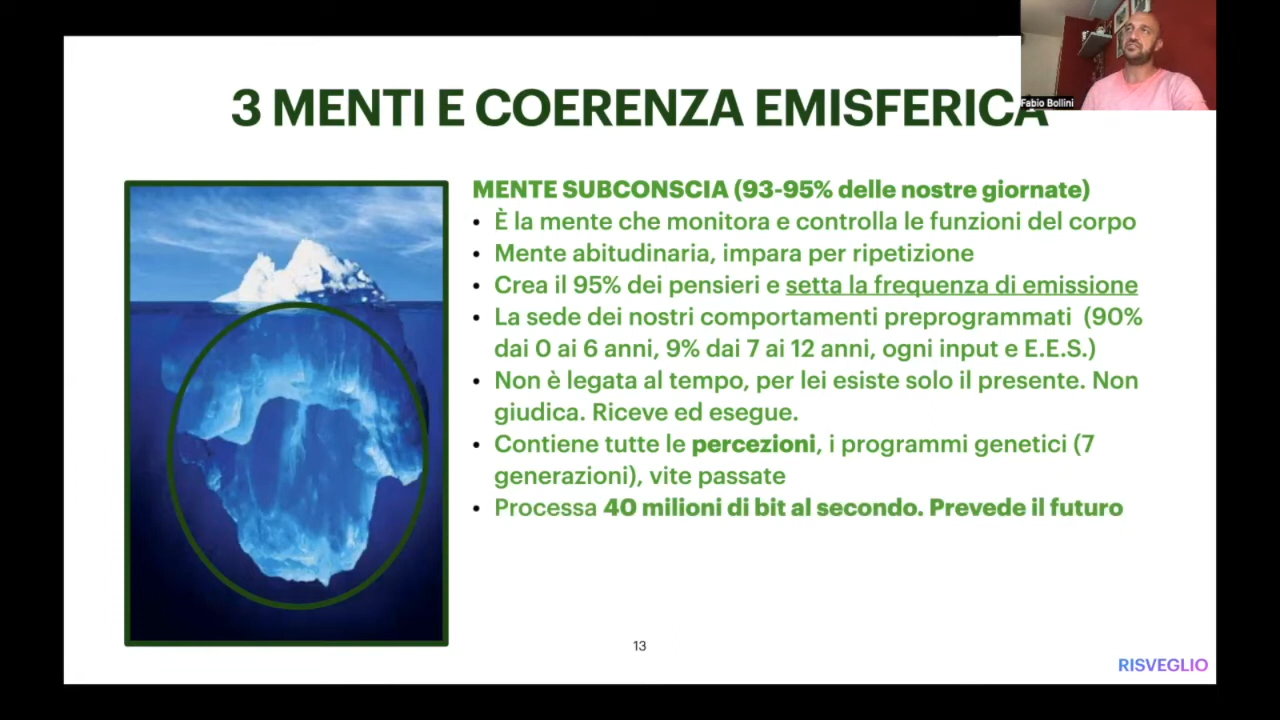 3 MENTI E COERENZA EMISFERICA
Fabio Bollini
MENTE SUBCONSCIA (93-95% delle nostre giornate)
• È la mente che monitora e controlla le funzioni del corpo
• Mente abitudinaria, impara per ripetizione
• Crea il 95% dei pensieri e setta la frequenza di emissione
• La sede dei nostri comportamenti preprogrammati (90%
dai 0 ai 6 anni, 9% dai 7 ai 12 anni, ogni input e E.E.S.)
• Non è legata al tempo, per lei esiste solo il presente. Non
giudica. Riceve ed esegue.
• Contiene tutte le percezioni, i programmi genetici (7
generazioni), vite passate
• Processa 40 milioni di bit al secondo. Prevede il futuro
13
RISVEGLIO